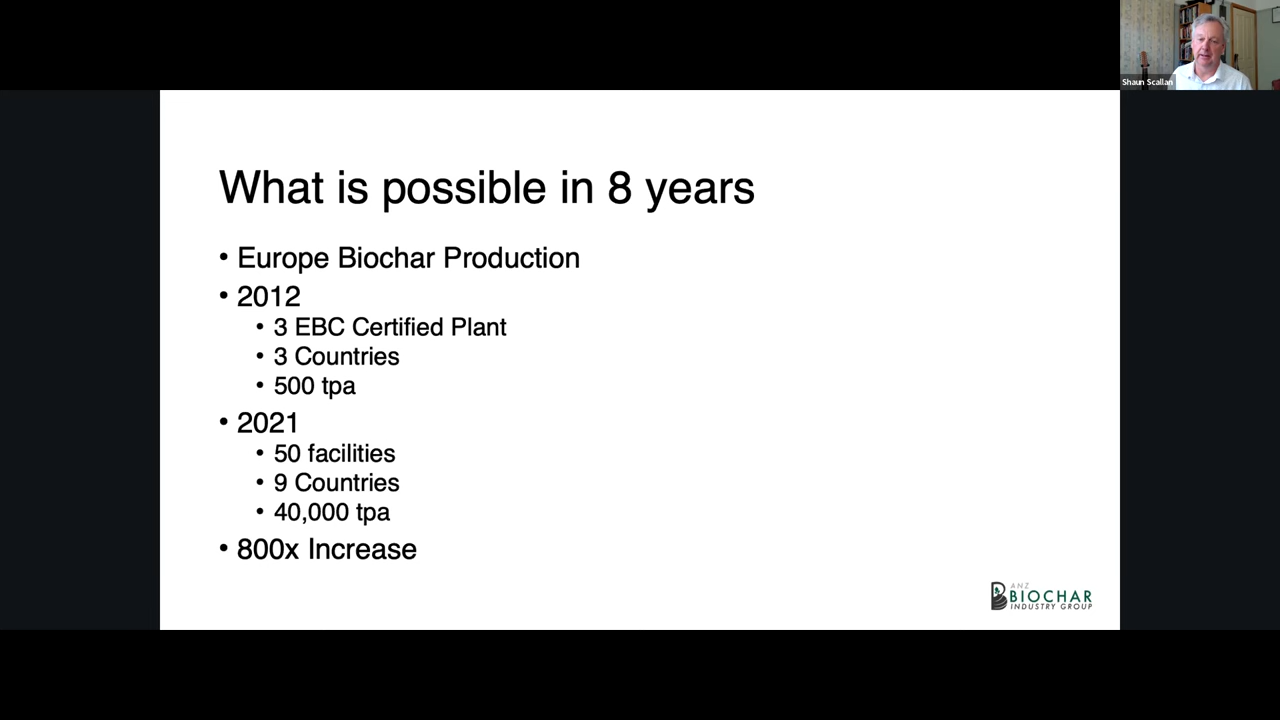 Shaun Scallan
What is possible in 8 years
• Europe Biochar Production
• 2012
• 3 EBC Certified Plant
• 3 Countries
• 500 tpa
• 2021
• 50 facilities
• 9 Countries
• 40,000 tpa
• 800x Increase
ANZ
BIOCHAR
INDUSTRY GROUP